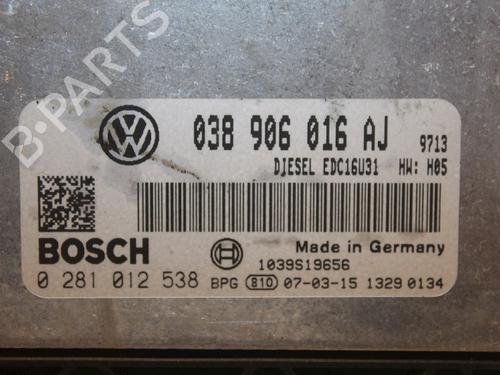 B-PARTS
038 906 016 AJ 9713
DIESEL EDC16U31 HW: H05
BOSCH
Made in Germany
1039S19656
0 281 012 538 BPG 810 07-03-15 1329 0134